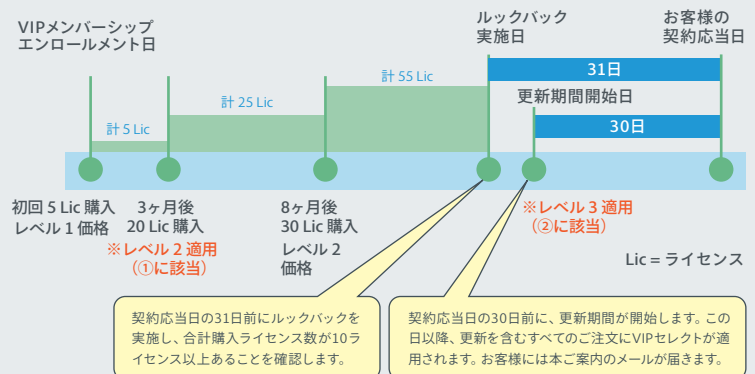 VIPメンバーシップ
エンロールメント日
ルックバック
実施日
お客様の
契約応当日
計 5 Lic
計 25 Lic
計 55 Lic
31日
更新期間開始日
30日
初回 5 Lic 購入
レベル 1 価格
3ヶ月後
20 Lic 購入
※レベル 2 適用
(①に該当)
8ヶ月後
30 Lic 購入
レベル 2
価格
※レベル 3 適用
(②に該当)
Lic = ライセンス
契約応当日の31日前にルックバックを
実施し、合計購入ライセンス数が10ラ
イセンス以上あることを確認します。
契約応当日の30日前に、更新期間が開始します。この
日以降、更新を含むすべてのご注文にVIPセレクトが適
用されます。お客様には本ご案内のメールが届きます。